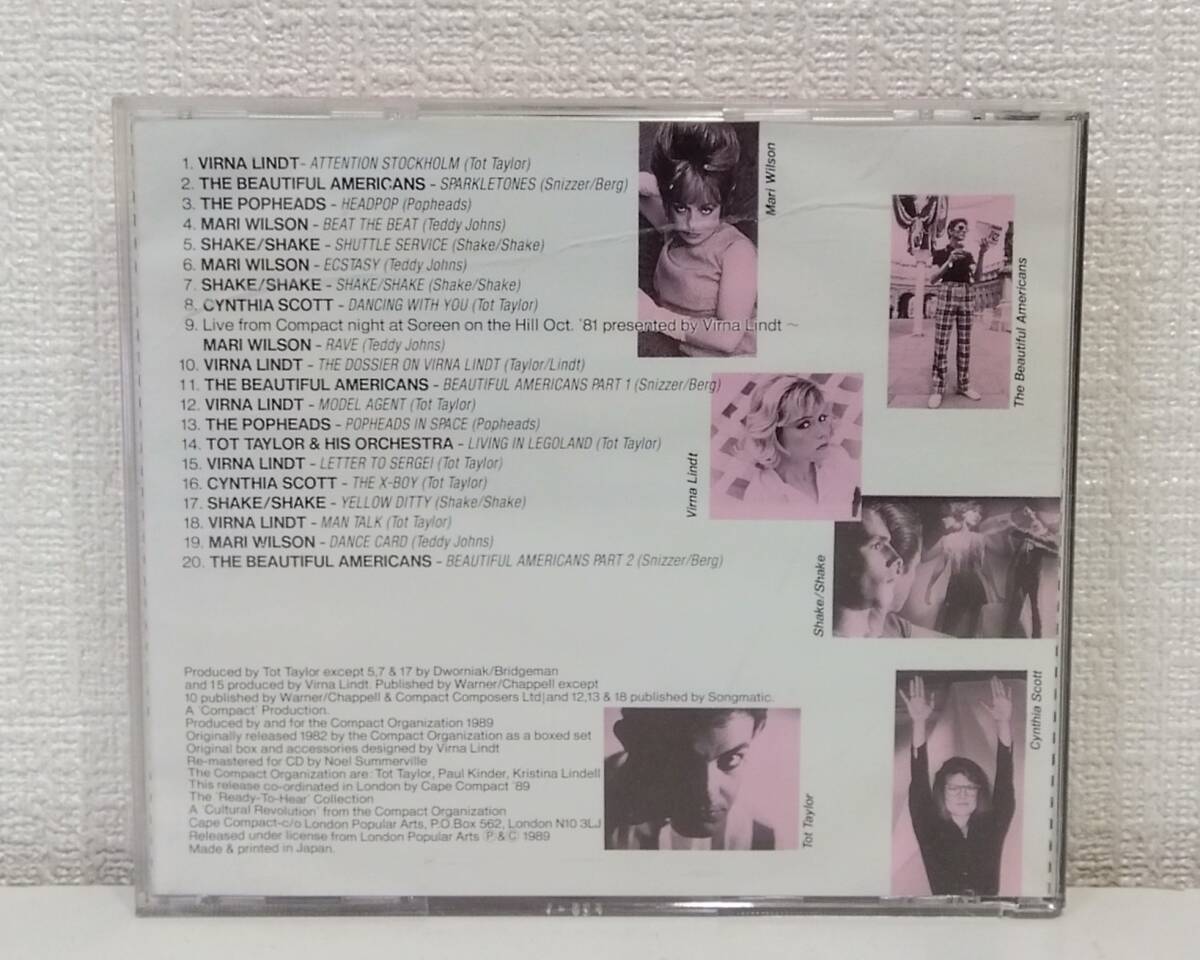 1. VIRNA LINDT- ATTENTION STOCKHOLM (Tot Taylor)
2. THE BEAUTIFUL AMERICANS - SPARKLETONES (Snizzer/Berg)
3. THE POPHEADS - HEADPOP (Popheads)
4. MARI WILSON - BEAT THE BEAT (Teddy Johns)
5. SHAKE/SHAKE - SHUTTLE SERVICE (Shake/Shake)
6. MARI WILSON - ECSTASY (Teddy Johns)
7. SHAKE/SHAKE - SHAKE/SHAKE (Shake/Shake)
8. CYNTHIA SCOTT - DANCING WITH YOU (Tot Taylor)
9. Live from Compact night at Soreen on the Hill Oct. '81 presented by Virna Lindt ~
MARI WILSON - RAVE (Teddy Johns)
10. VIRNA LINDT - THE DOSSIER ON VIRNA LINDT (Taylor/Lindt)
11. THE BEAUTIFUL AMERICANS - BEAUTIFUL AMERICANS PART 1 (Snizzer/Berg)
12. VIRNA LINDT - MODEL AGENT (Tot Taylor)
13. THE POPHEADS - POPHEADS IN SPACE (Popheads)
14. TOT TAYLOR & HIS ORCHESTRA - LIVING IN LEGOLAND (Tot Taylor)
15. VIRNA LINDT - LETTER TO SERGEI (Tot Taylor)
16. CYNTHIA SCOTT - THE X-BOY (Tot Taylor)
17. SHAKE/SHAKE - YELLOW DITTY (Shake/Shake)
18. VIRNA LINDT - MAN TALK (Tot Taylor)
19. MARI WILSON - DANCE CARD (Teddy Johns)
20. THE BEAUTIFUL AMERICANS - BEAUTIFUL AMERICANS PART 2 (Snizzer/Berg)
Mari Wilson
The Beautiful Americans
Virna Lindt
Shake/Shake
Cynthia Scott
Tot Taylor
Produced by Tot Taylor except 5,7 & 17 by Dworniak/Bridgeman
and 15 produced by Virna Lindt. Published by Warner/Chappell except
10 published by Warner/Chappell & Compact Composers Ltd and 12,13 & 18 published by Songmatic.
A 'Compact' Production.
Produced by and for the Compact Organization 1989
Originally released 1982 by the Compact Organization as a boxed set
Original box and accessories designed by Virna Lindt
Re-mastered for CD by Noel Summerville
The Compact Organization are: Tot Taylor, Paul Kinder, Kristina Lindell
This release co-ordinated in London by Cape Compact '89
The 'Ready-To-Hear' Collection
A 'Cultural Revolution' from the Compact Organization
Cape Compact-c/o London Popular Arts, P.O.Box 562, London N10 3LJ
Released under license from London Popular Arts Ⓟ & Ⓒ 1989
Made & printed in Japan.